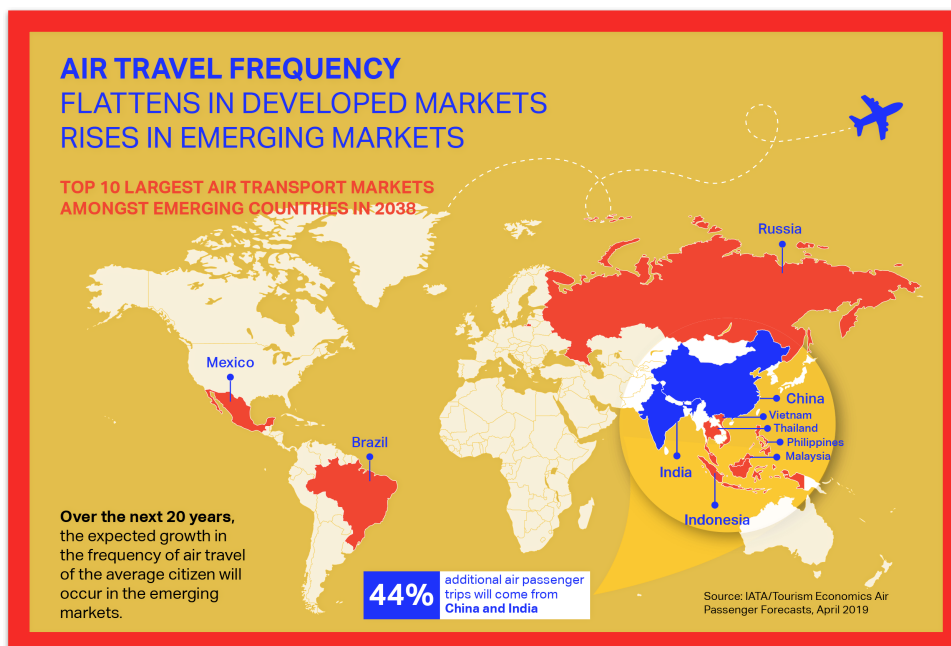 AIR TRAVEL FREQUENCY
FLATTENS IN DEVELOPED MARKETS
RISES IN EMERGING MARKETS
TOP 10 LARGEST AIR TRANSPORT MARKETS
AMONGST EMERGING COUNTRIES IN 2038
Russia
Mexico
China
Vietnam
Thailand
Philippines
Malaysia
Brazil
India
Indonesia
Over the next 20 years,
the expected growth in
the frequency of air travel
of the average citizen will
occur in the emerging
markets.
44%
additional air passenger
trips will come from
China and India
Source: IATA/Tourism Economics Air
Passenger Forecasts, April 2019